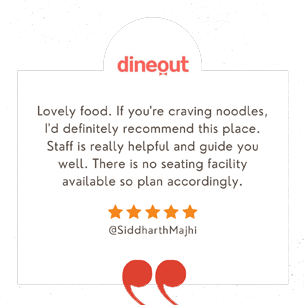 dineout
Lovely food. If you're craving noodles,
I'd definitely recommend this place.
Staff is really helpful and guide you
well. There is no seating facility
available so plan accordingly.
@SiddharthMajhi